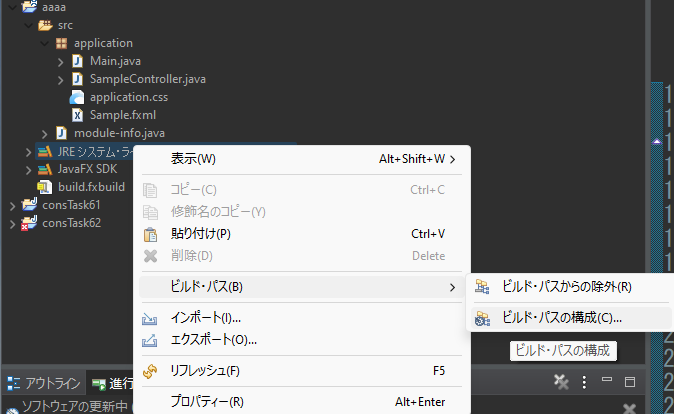 aaaa
src
application
Main.java
SampleController.java
application.css
Sample.fxml
module-info.java
JREシステム・ラ
JavaFX SDK
build.fxbuild
consTask61
consTask62
表示(W) Alt+Shift+W
コピー(C) Ctrl+C
修飾名のコピー(Y)
貼り付け(P) Ctrl+V
削除(D) Delete
ビルド・パス(B)
ビルド・パスからの除外(R)
インポート(I)...
ビルド・パスの構成(C)...
エクスポート(O)...
ビルド・パスの構成
リフレッシュ(F) F5
プロパティー(R) Alt+Enter
アウトライン
進行
ソフトウェアの更新中 (